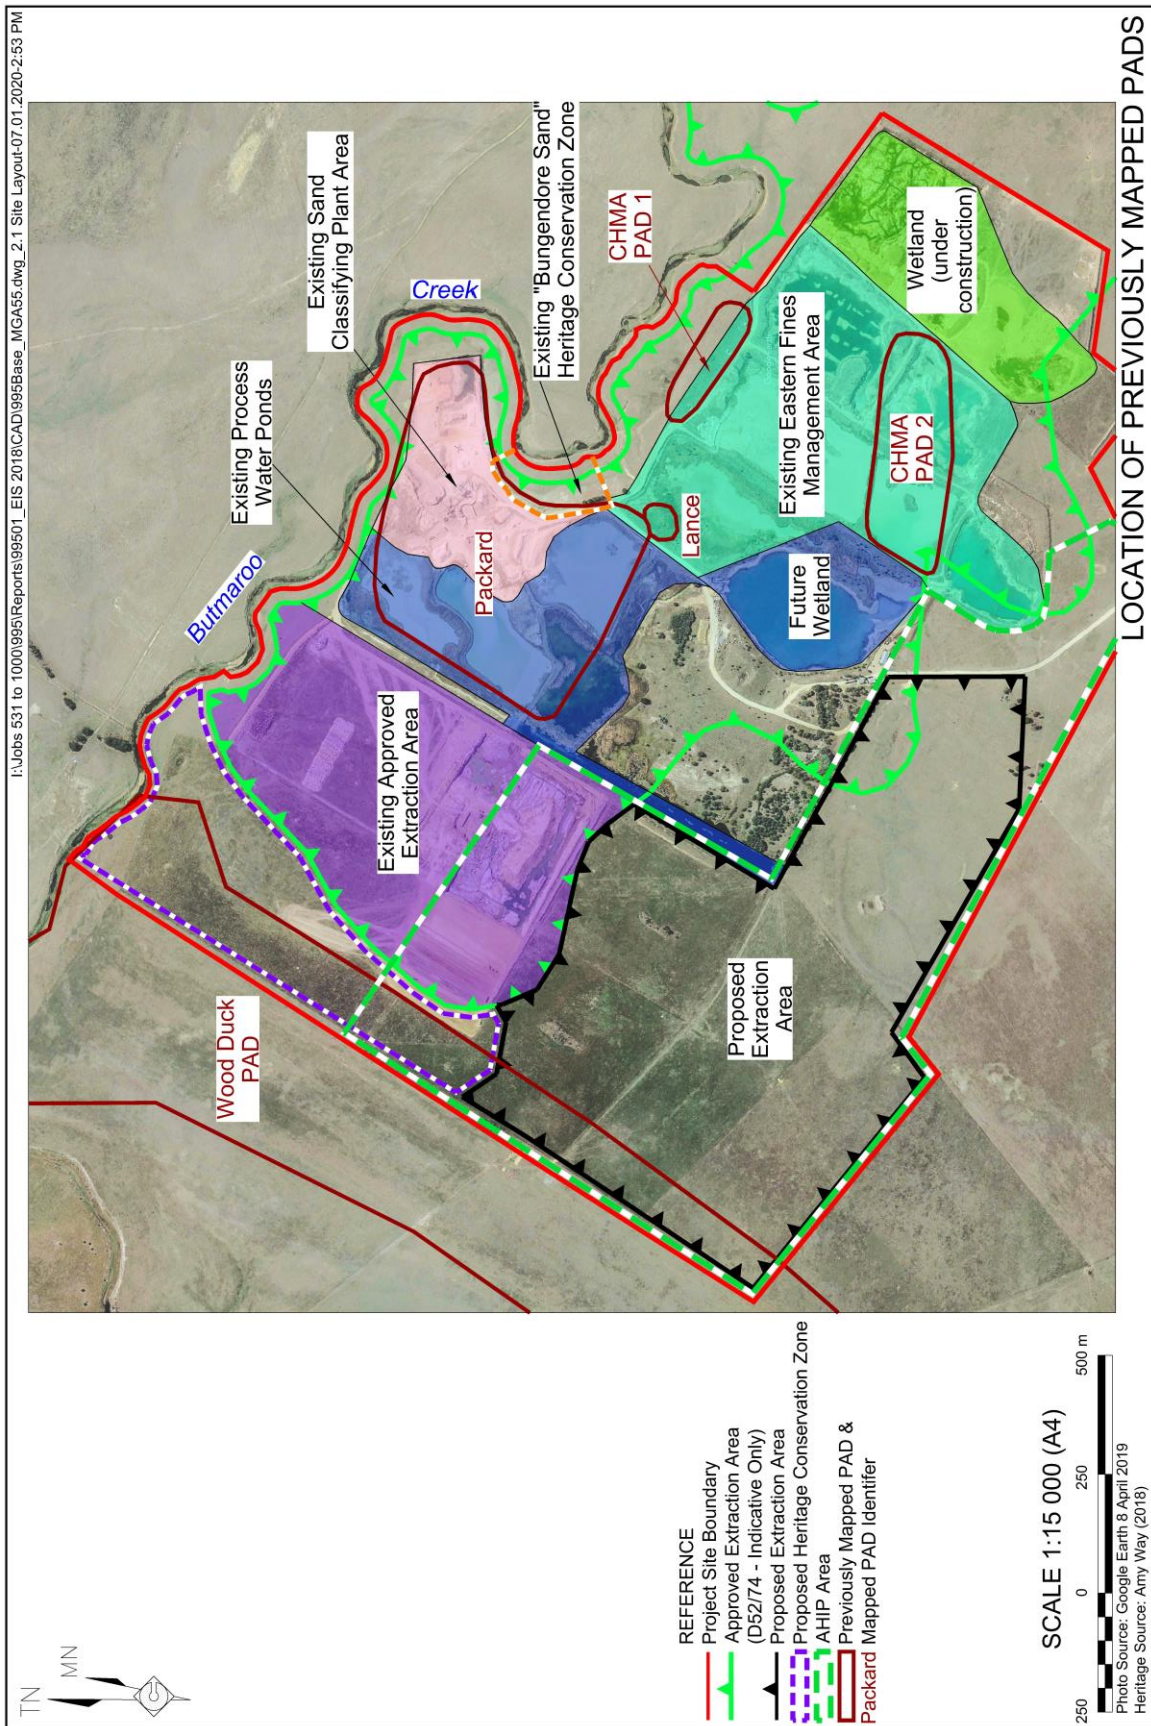 I:\Jobs 531 to 1000\995\Reports\99501_EIS 2018\CAD\995Base_MGA55.dwg_2.1 Site Layout-07.01.2020-2:53 PM
TN
MN
Butmaroo
Creek
Existing Process
Water Ponds
Existing Sand
Classifying Plant Area
Existing "Bungendore Sand"
Heritage Conservation Zone
Wood Duck
PAD
Existing Approved
Extraction Area
Packard
CHMA
PAD 1
Lance
Existing Eastern Fines
Management Area
Wetland
(under
construction)
Future
Wetland
CHMA
PAD 2
Proposed
Extraction
Area
REFERENCE
Project Site Boundary
Approved Extraction Area
(D52/74 - Indicative Only)
Proposed Extraction Area
Proposed Heritage Conservation Zone
AHIP Area
Previously Mapped PAD &
Packard Mapped PAD Identifer
SCALE 1:15 000 (A4)
250 0 250 500 m
Photo Source: Google Earth 8 April 2019
Heritage Source: Amy Way (2018)
LOCATION OF PREVIOUSLY MAPPED PADS